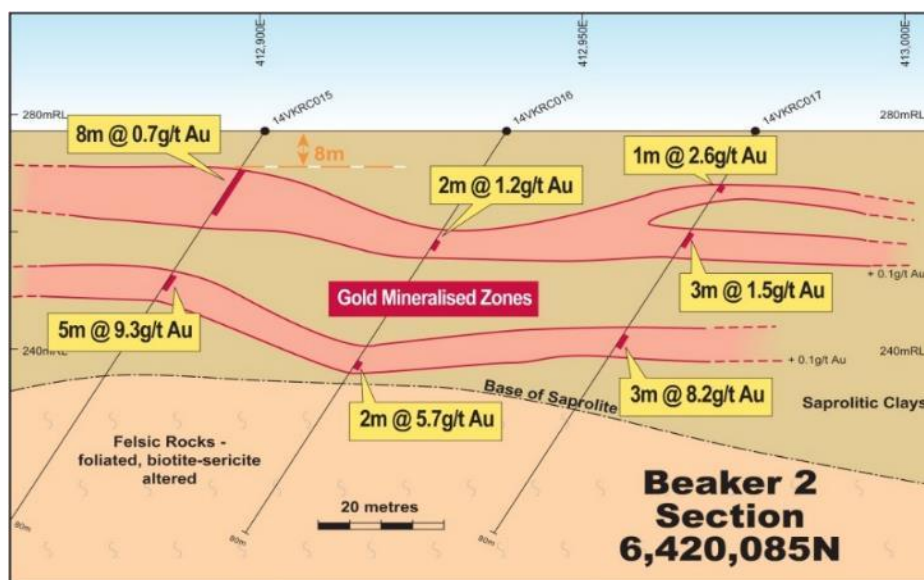 412,900E
412,950E
413,000E
280mRL
280mRL
14VKRC015
14VKRC016
14VKRC017
8m @ 0.7g/t Au
8m
2m @ 1.2g/t Au
1m @ 2.6g/t Au
Gold Mineralised Zones
3m @ 1.5g/t Au
+ 0.1g/t Au
5m @ 9.3g/t Au
240mRL
240mRL
+ 0.1g/t Au
Base of Saprolite
2m @ 5.7g/t Au
3m @ 8.2g/t Au
Saprolitic Clays
Felsic Rocks -
foliated, biotite-sericite
altered
20 metres
80m
80m
80m
Beaker 2
Section
6,420,085N